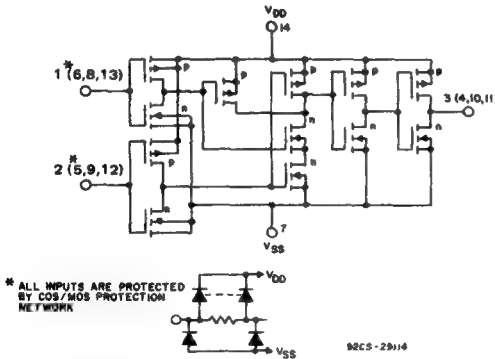 VDD
14
p
1 * (6,8,13)
p
p
p
p
n
3 (4,10,11)
n
n
n
*
2 (5,9,12)
p
n
n
7
VSS
* ALL INPUTS ARE PROTECTED
BY COS/MOS PROTECTION
NETWORK
VDD
VSS
92CS-29114